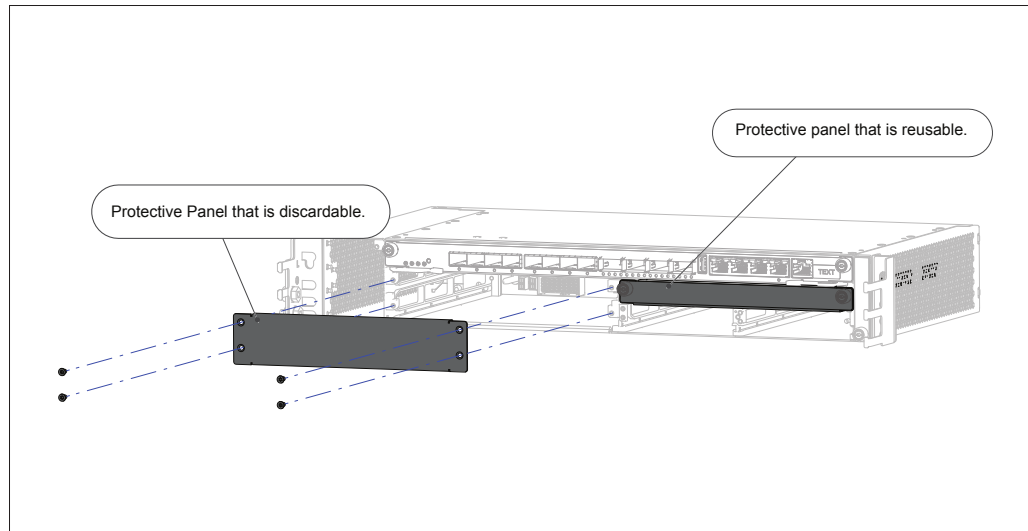 Protective panel that is reusable.
Protective Panel that is discardable.
TEXT